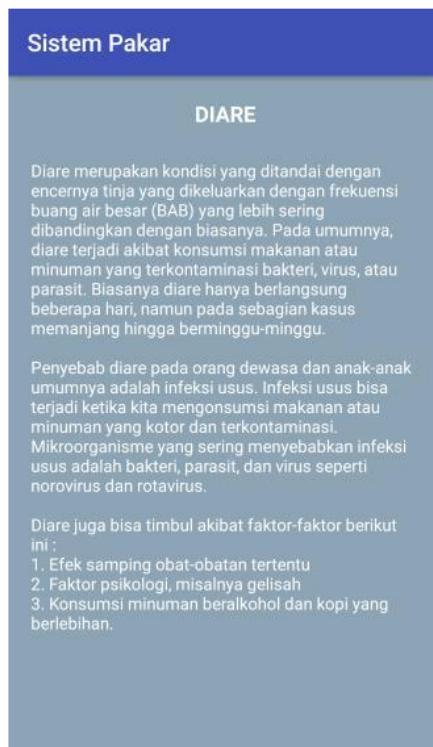 Sistem Pakar
DIARE
Diare merupakan kondisi yang ditandai dengan
encernya tinja yang dikeluarkan dengan frekuensi
buang air besar (BAB) yang lebih sering
dibandingkan dengan biasanya. Pada umumnya,
diare terjadi akibat konsumsi makanan atau
minuman yang terkontaminasi bakteri, virus, atau
parasit. Biasanya diare hanya berlangsung
beberapa hari, namun pada sebagian kasus
memanjang hingga berminggu-minggu.
Penyebab diare pada orang dewasa dan anak-anak
umumnya adalah infeksi usus. Infeksi usus bisa
terjadi ketika kita mengonsumsi makanan atau
minuman yang kotor dan terkontaminasi.
Mikroorganisme yang sering menyebabkan infeksi
usus adalah bakteri, parasit, dan virus seperti
norovirus dan rotavirus.
Diare juga bisa timbul akibat faktor-faktor berikut
ini :
1. Efek samping obat-obatan tertentu
2. Faktor psikologi, misalnya gelisah
3. Konsumsi minuman beralkohol dan kopi yang
berlebihan.